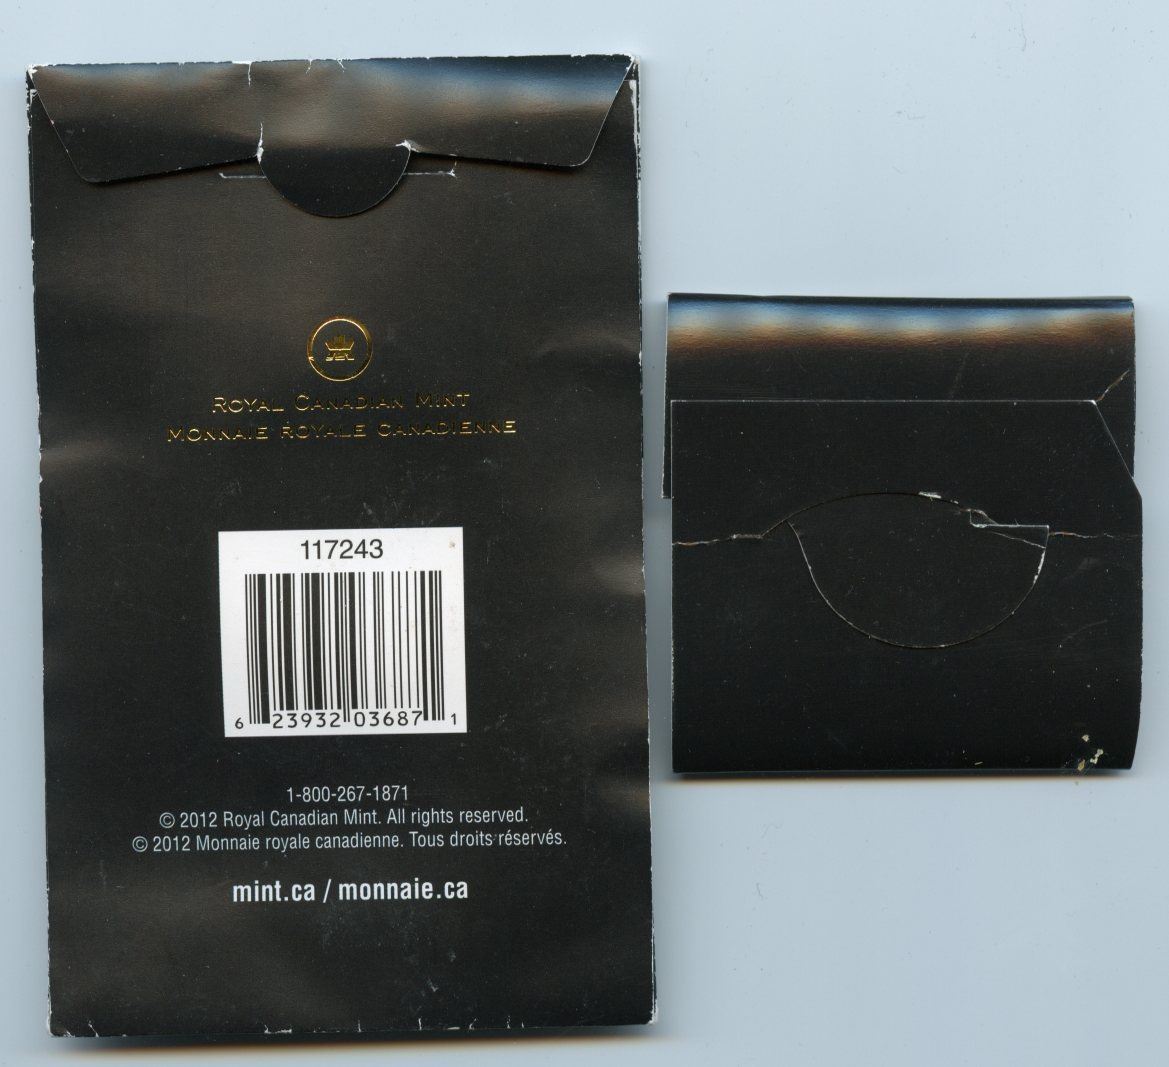 ROYAL CANADIAN MINT
MONNAIE ROYALE CANADIENNE
117243
6 23932 03687 1
1-800-267-1871
© 2012 Royal Canadian Mint. All rights reserved.
© 2012 Monnaie royale canadienne. Tous droits réservés.
mint.ca / monnaie.ca